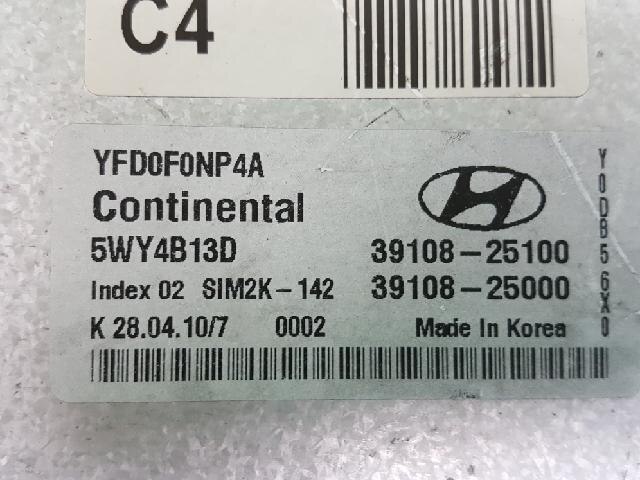 C4
YFD0F0NP4A
Continental
5WY4B13D 39108-25100
Index 02 SIM2K-142 39108-25000
K 28.04.10/7 0002 Made In Korea
Y0DB56X0